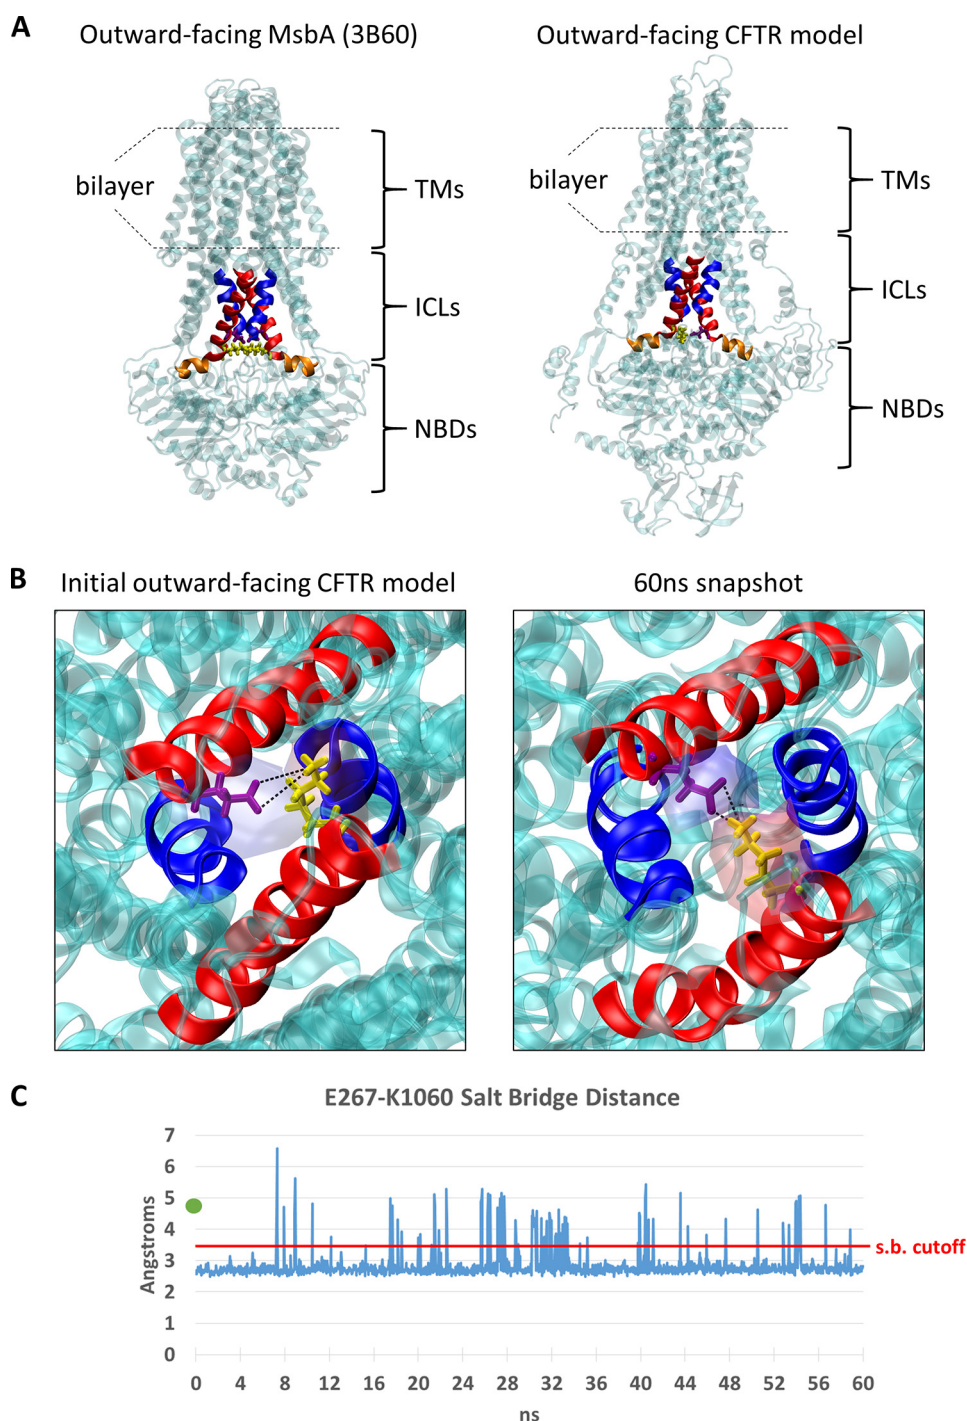 A
Outward-facing MsbA (3B60)
Outward-facing CFTR model
bilayer
TMs
ICLs
NBDs
bilayer
TMs
ICLs
NBDs
B
Initial outward-facing CFTR model
60ns snapshot
C
E267-K1060 Salt Bridge Distance
Angstroms
7
6
5
4
3
2
1
0
s.b. cutoff
0 4 8 12 16 20 24 28 32 36 40 44 48 52 56 60
ns